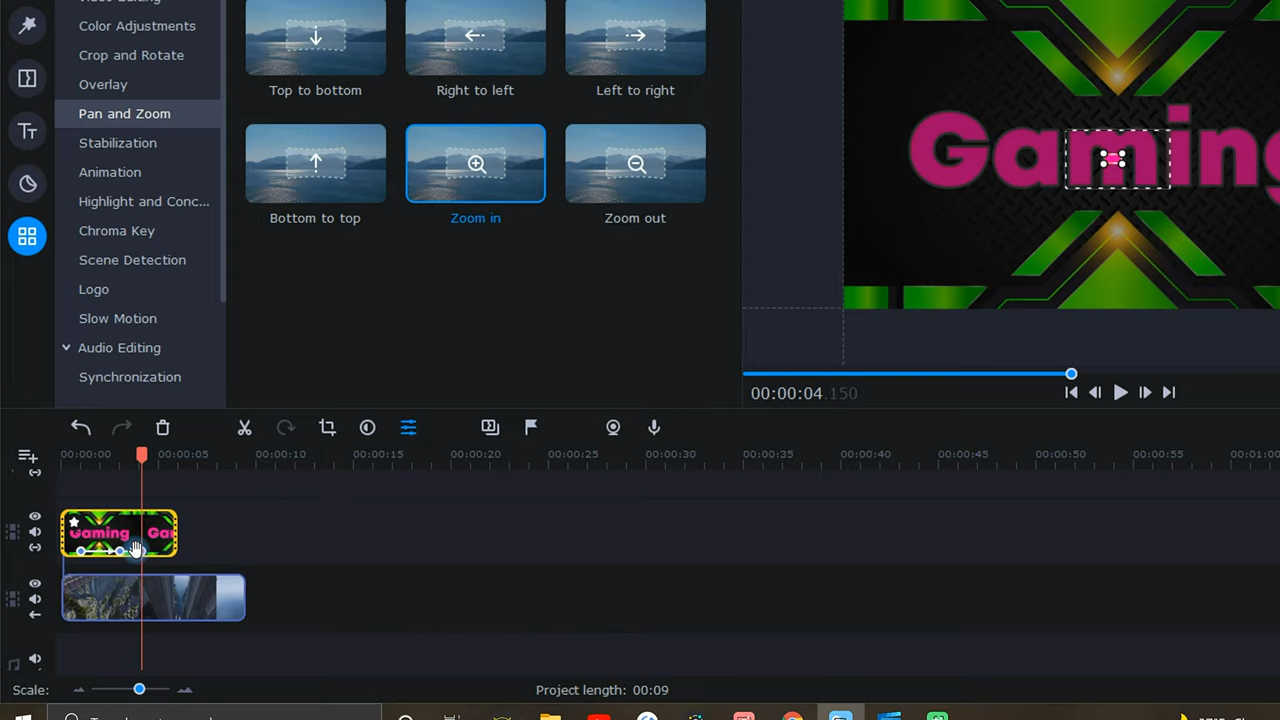 Color Adjustments
Crop and Rotate
Overlay
Pan and Zoom
Stabilization
Animation
Highlight and Conc...
Chroma Key
Scene Detection
Logo
Slow Motion
Audio Editing
Synchronization
Top to bottom
Right to left
Left to right
Bottom to top
Zoom in
Zoom out
Gaming
00:00:04.150
00:00:00
00:00:05
00:00:10
00:00:15
00:00:20
00:00:25
00:00:30
00:00:35
00:00:40
00:00:45
00:00:50
00:00:55
Gaming
Scale:
Project length: 00:09